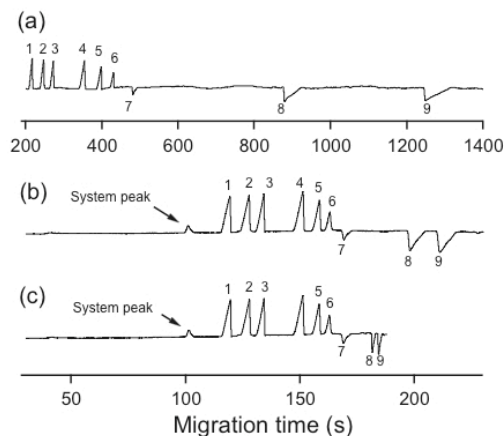 (a)
1 2 3 4 5 6
7 8 9
200 400 600 800 1000 1200 1400
(b)
System peak
1 2 3 4 5 6
7 8 9
(c)
System peak
1 2 3 5 6
7 8 9
50 100 150 200
Migration time (s)